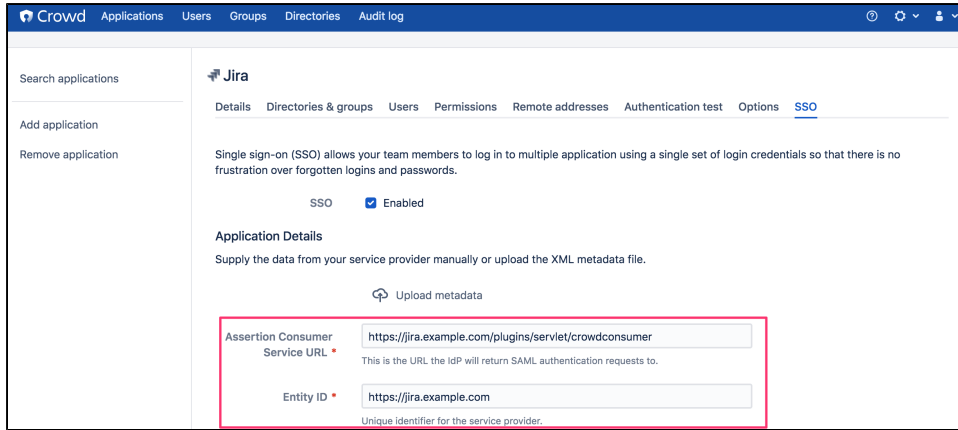 Crowd Applications Users Groups Directories Audit log
Search applications
Add application
Remove application
Jira
Details Directories & groups Users Permissions Remote addresses Authentication test Options SSO
Single sign-on (SSO) allows your team members to log in to multiple application using a single set of login credentials so that there is no
frustration over forgotten logins and passwords.
SSO Enabled
Application Details
Supply the data from your service provider manually or upload the XML metadata file.
Upload metadata
Assertion Consumer
Service URL *
https://jira.example.com/plugins/servlet/crowdconsumer
This is the URL the IdP will return SAML authentication requests to.
Entity ID *
https://jira.example.com
Unique identifier for the service provider.